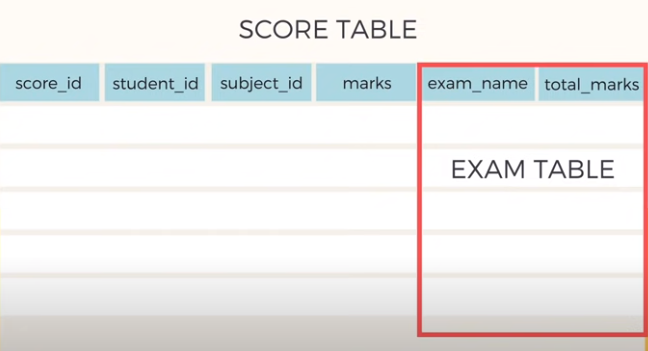 SCORE TABLE
score_id student_id subject_id marks exam_name total_marks
EXAM TABLE